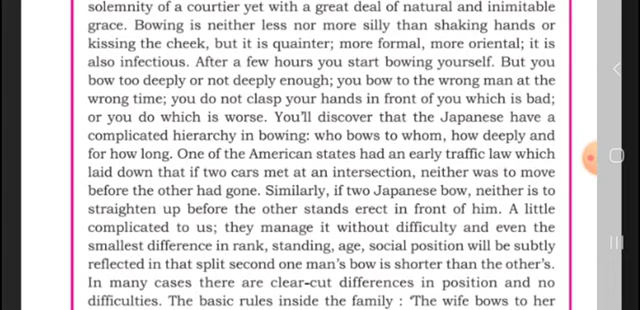 solemnity of a courtier yet with a great deal of natural and inimitable
grace. Bowing is neither less nor more silly than shaking hands or
kissing the cheek, but it is quainter; more formal, more oriental; it is
also infectious. After a few hours you start bowing yourself. But you
bow too deeply or not deeply enough; you bow to the wrong man at the
wrong time; you do not clasp your hands in front of you which is bad;
or you do which is worse. You'll discover that the Japanese have a
complicated hierarchy in bowing: who bows to whom, how deeply and
for how long. One of the American states had an early traffic law which
laid down that if two cars met at an intersection, neither was to move
before the other had gone. Similarly, if two Japanese bow, neither is to
straighten up before the other stands erect in front of him. A little
complicated to us; they manage it without difficulty and even the
smallest difference in rank, standing, age, social position will be subtly
reflected in that split second one man's bow is shorter than the other's.
In many cases there are clear-cut differences in position and no
difficulties. The basic rules inside the family : 'The wife bows to her